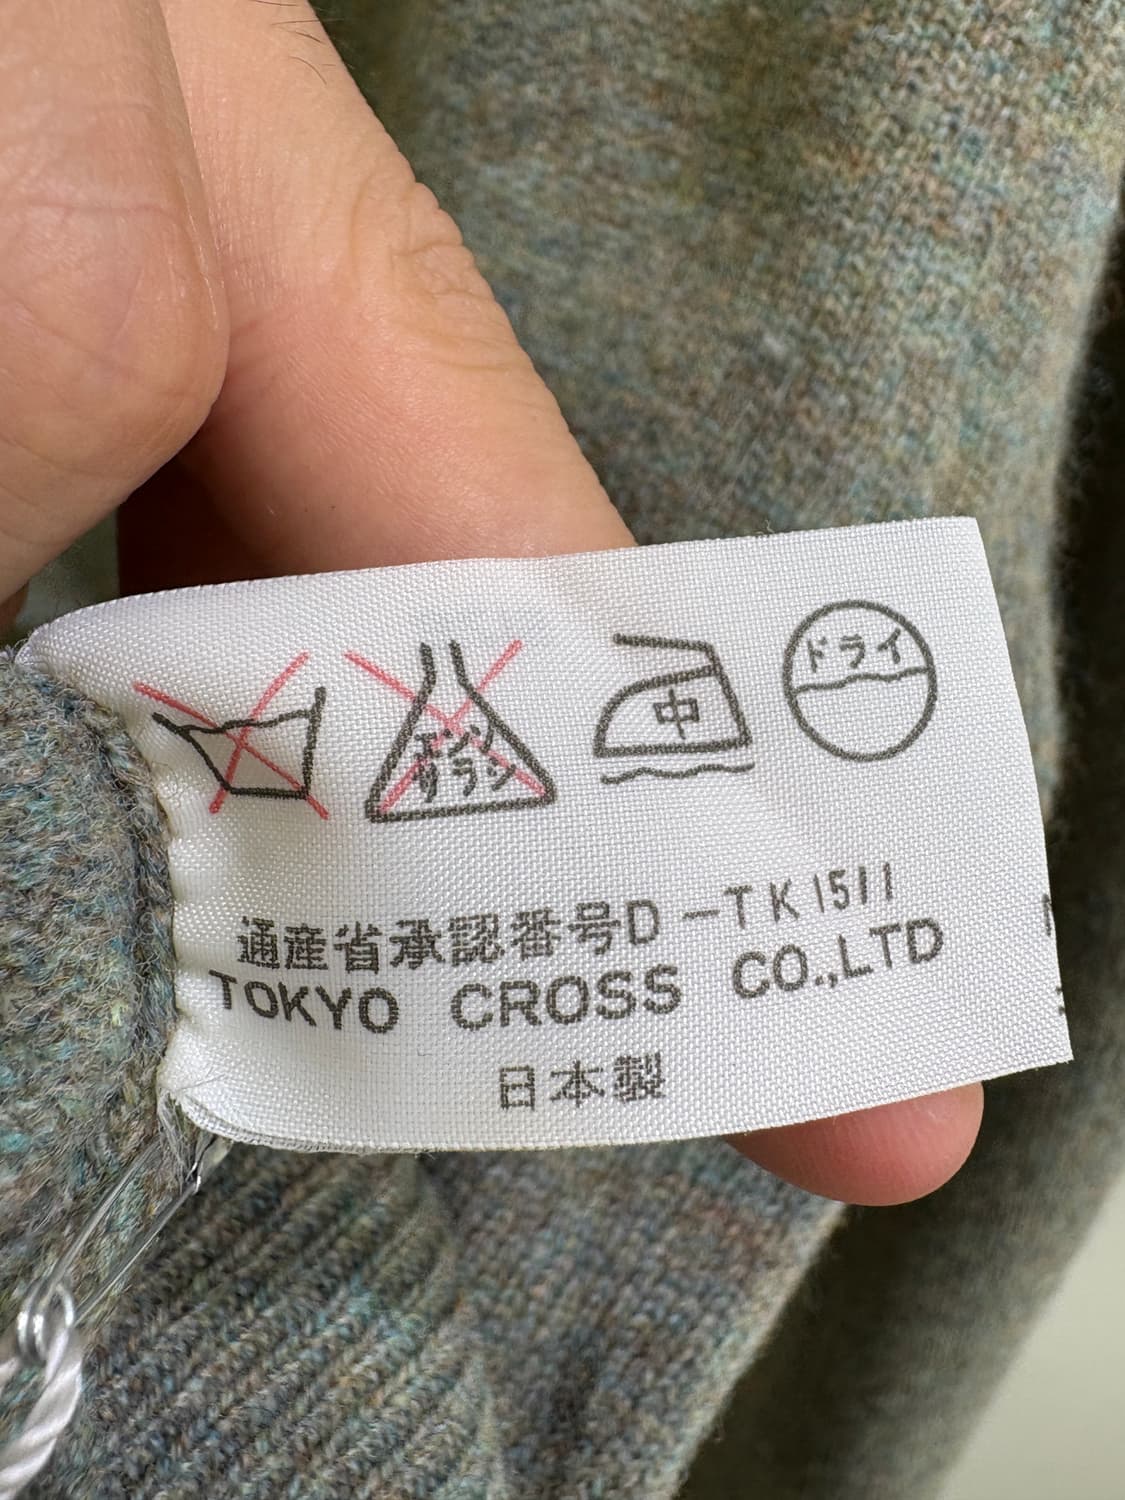 エンソ
サラシ
中
ドライ
通産省承認番号D-TK1511
TOKYO CROSS CO.,LTD
日本製